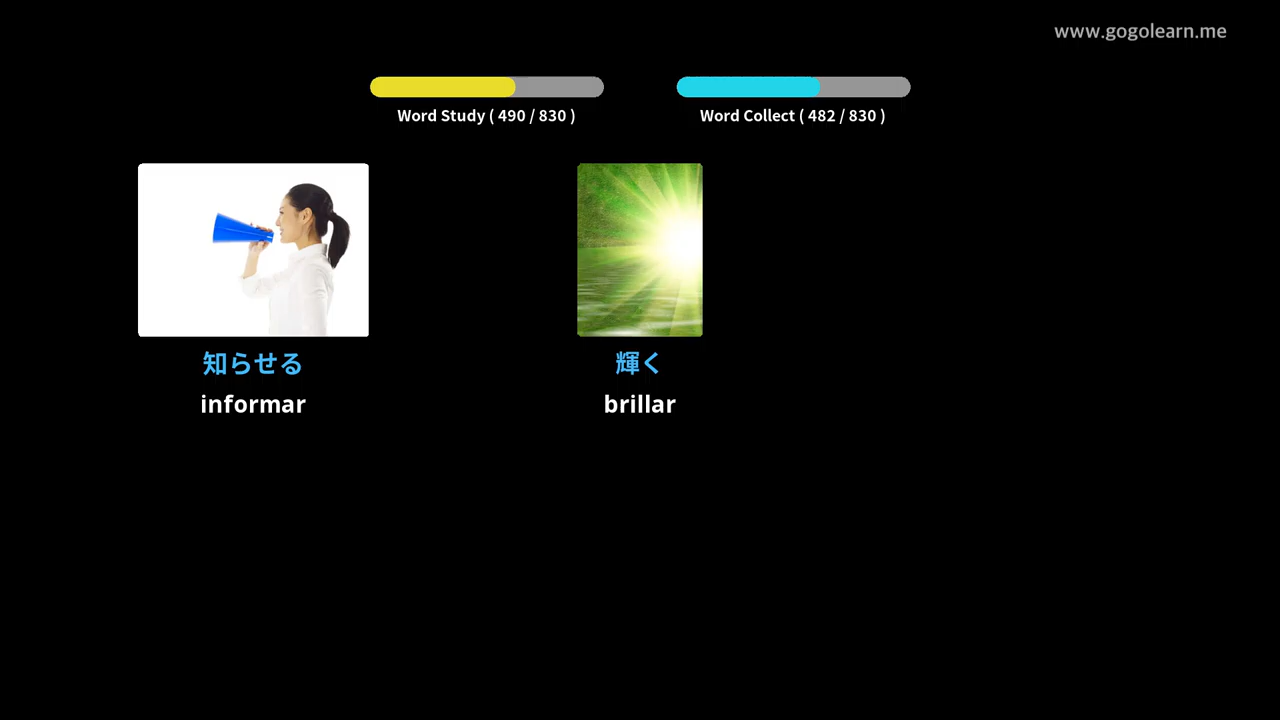 www.gogolearn.me
Word Study ( 490 / 830 )
Word Collect ( 482 / 830 )
知らせる
informar
輝く
brillar